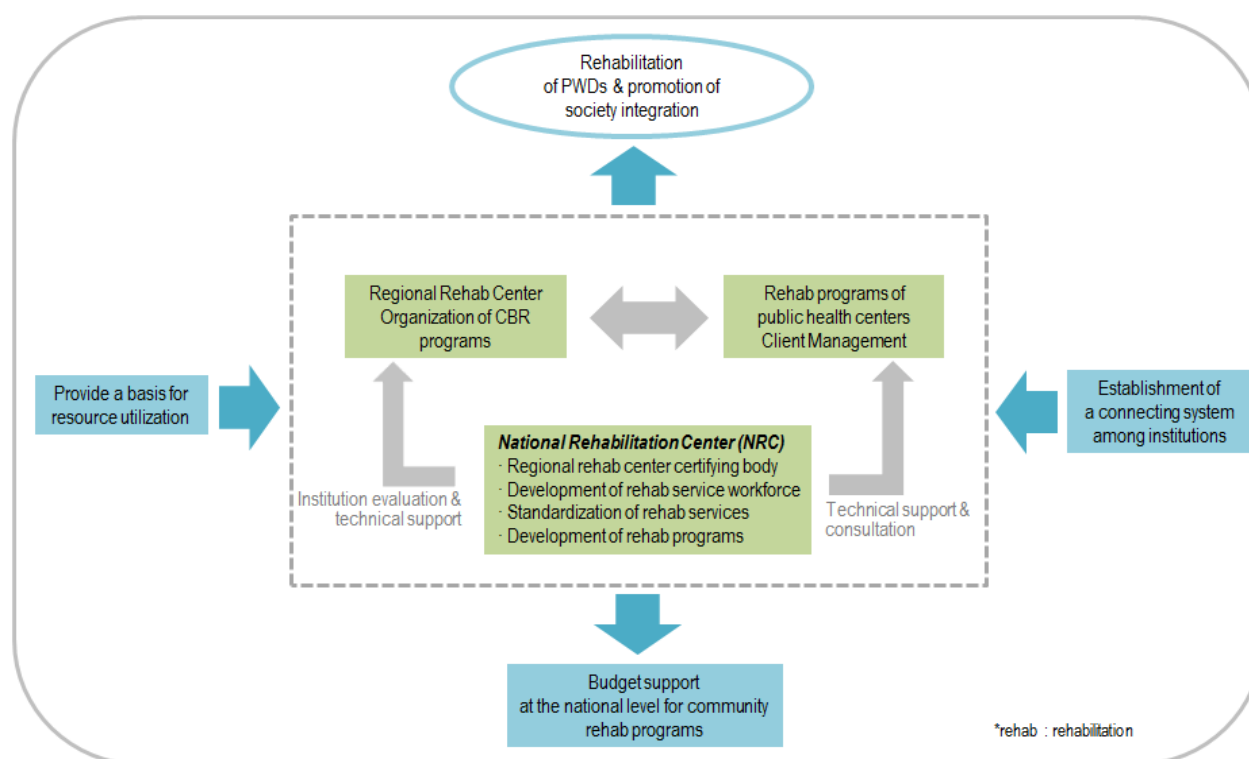 Rehabilitation
of PWDs & promotion of
society integration
Regional Rehab Center
Organization of CBR
programs
Rehab programs of
public health centers
Client Management
Provide a basis for
resource utilization
Establishment of
a connecting system
among institutions
National Rehabilitation Center (NRC)
· Regional rehab center certifying body
· Development of rehab service workforce
· Standardization of rehab services
· Development of rehab programs
Institution evaluation &
technical support
Technical support &
consultation
Budget support
at the national level for community
rehab programs
*rehab : rehabilitation